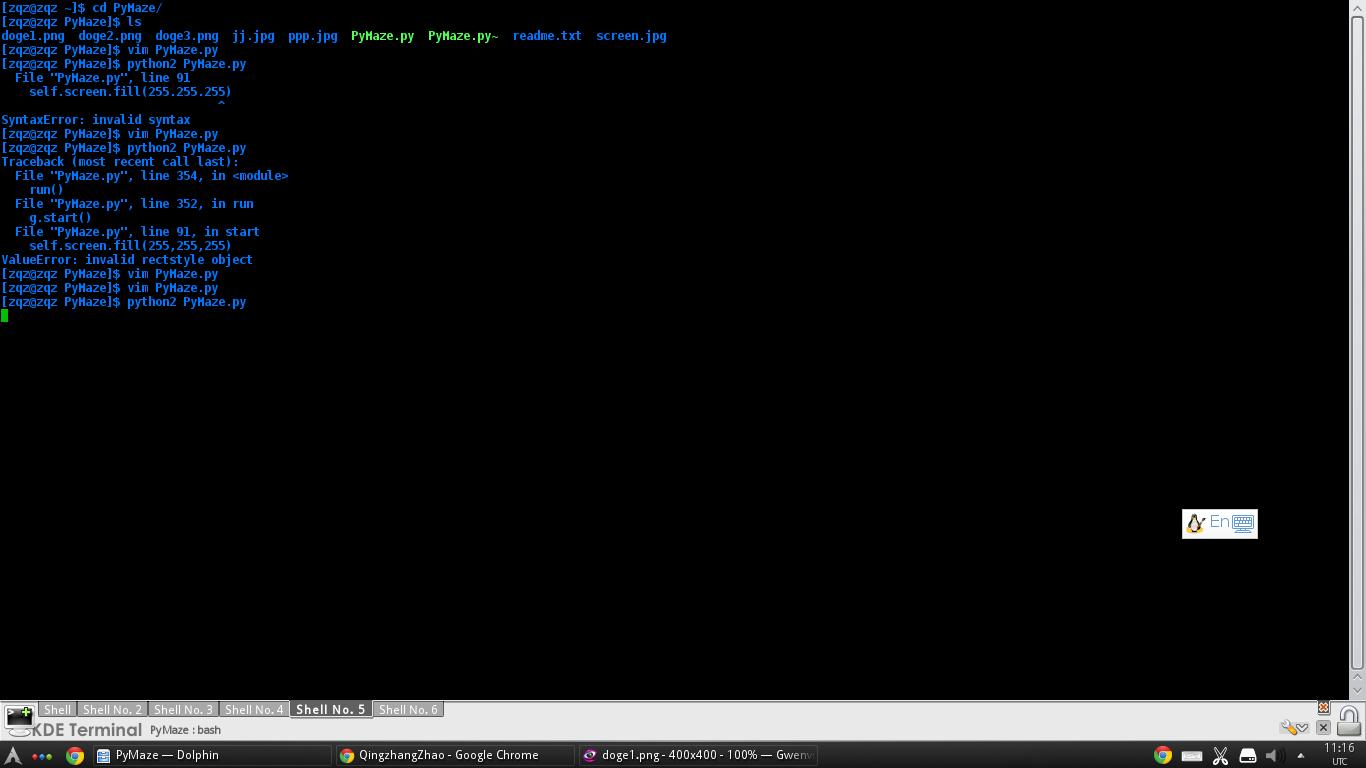 [zqz@zqz ~]$ cd PyMaze/
[zqz@zqz PyMaze]$ ls
doge1.png  doge2.png  doge3.png  jj.jpg  ppp.jpg  PyMaze.py  PyMaze.py~  readme.txt  screen.jpg
[zqz@zqz PyMaze]$ vim PyMaze.py
[zqz@zqz PyMaze]$ python2 PyMaze.py
  File "PyMaze.py", line 91
    self.screen.fill(255.255.255)
                               ^
SyntaxError: invalid syntax
[zqz@zqz PyMaze]$ vim PyMaze.py
[zqz@zqz PyMaze]$ python2 PyMaze.py
Traceback (most recent call last):
  File "PyMaze.py", line 354, in <module>
    run()
  File "PyMaze.py", line 352, in run
    g.start()
  File "PyMaze.py", line 91, in start
    self.screen.fill(255,255,255)
ValueError: invalid rectstyle object
[zqz@zqz PyMaze]$ vim PyMaze.py
[zqz@zqz PyMaze]$ vim PyMaze.py
[zqz@zqz PyMaze]$ python2 PyMaze.py
En
Shell  Shell No. 2  Shell No. 3  Shell No. 4  Shell No. 5  Shell No. 6
KDE Terminal  PyMaze : bash
PyMaze — Dolphin  QingzhangZhao - Google Chrome  doge1.png - 400x400 - 100% — Gwenv
11:16
UTC